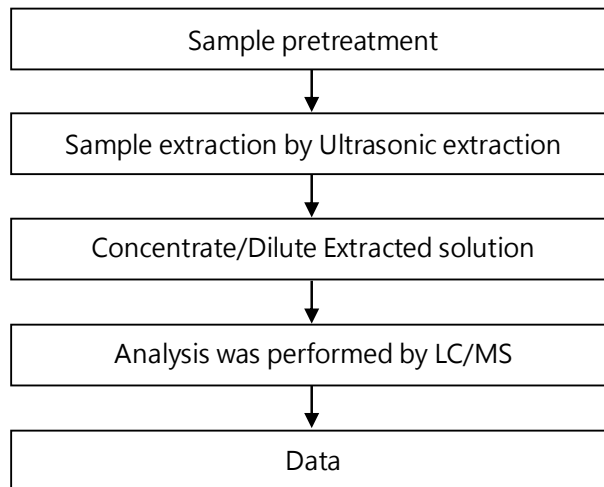 Sample pretreatment
Sample extraction by Ultrasonic extraction
Concentrate/Dilute Extracted solution
Analysis was performed by LC/MS
Data